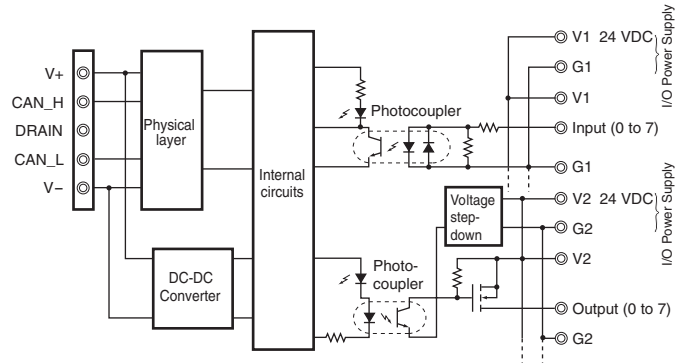 V+
CAN_H
DRAIN
CAN_L
V−
Physical
layer
DC-DC
Converter
Internal
circuits
Photocoupler
Photo-
coupler
Voltage
step-
down
V1 24 VDC
G1
V1
Input (0 to 7)
G1
I/O Power Supply
V2 24 VDC
G2
V2
Output (0 to 7)
G2
I/O Power Supply